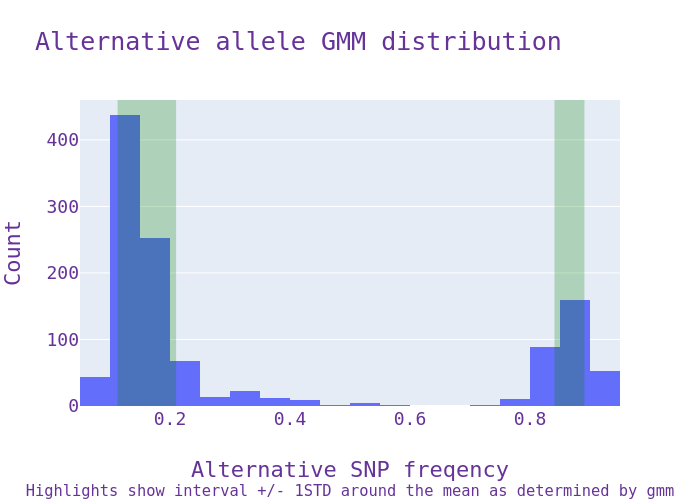 Alternative allele GMM distribution
400
300
200
100
0
Count
0.2
0.4
0.6
0.8
Alternative SNP freqency
Highlights show interval +/- 1STD around the mean as determined by gmm